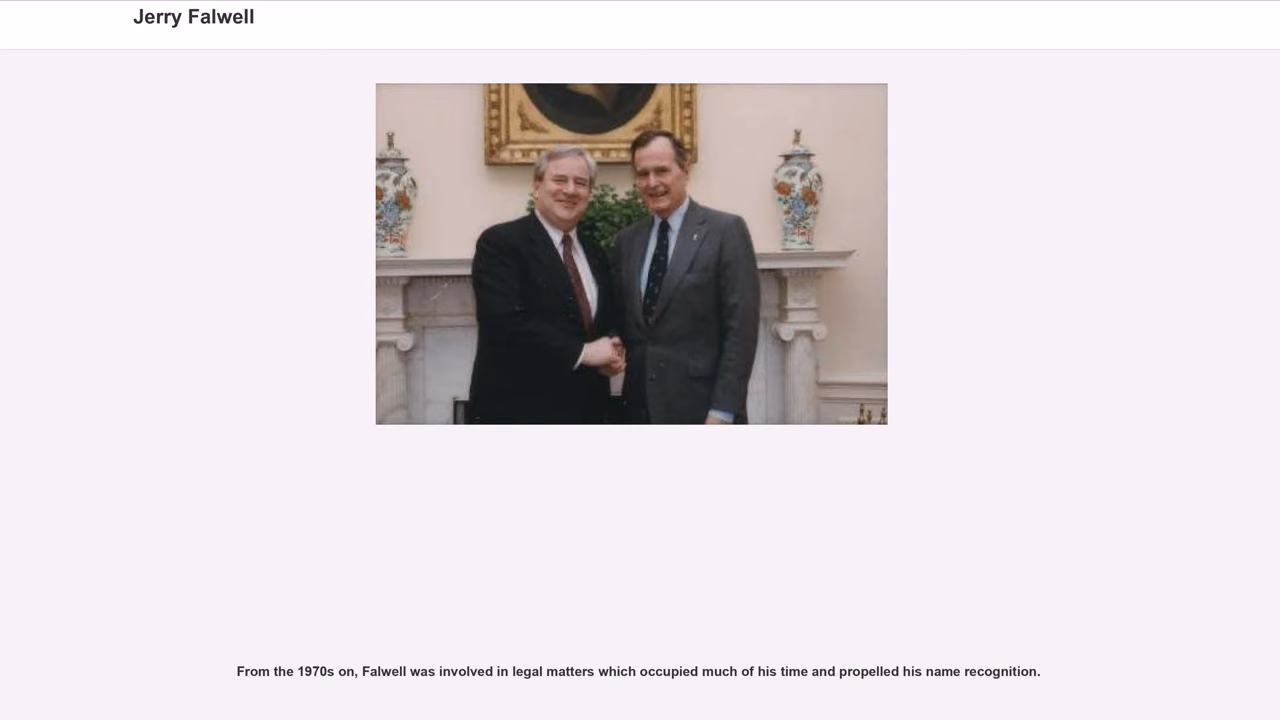 Jerry Falwell
From the 1970s on, Falwell was involved in legal matters which occupied much of his time and propelled his name recognition.